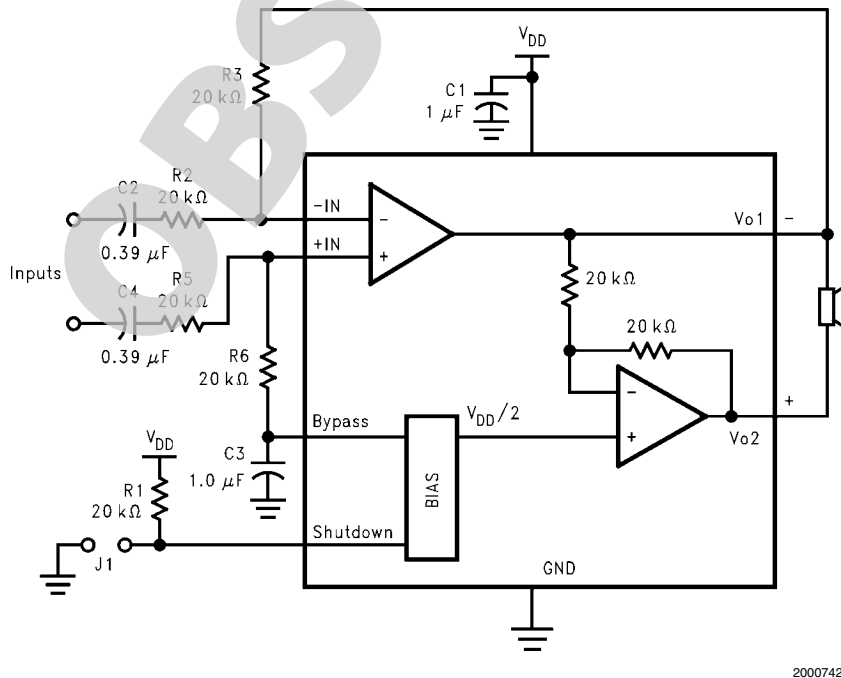 OBS
V_DD
R3
20 kΩ
C1
1 μF
C2
R2
20 kΩ
-IN
-
Vo1
-
0.39 μF
+IN
+
Inputs
C4
R5
20 kΩ
20 kΩ
20 kΩ
0.39 μF
R6
20 kΩ
-
+
Bypass
V_DD/2
+
Vo2
V_DD
C3
1.0 μF
BIAS
R1
20 kΩ
Shutdown
J1
GND
2000742